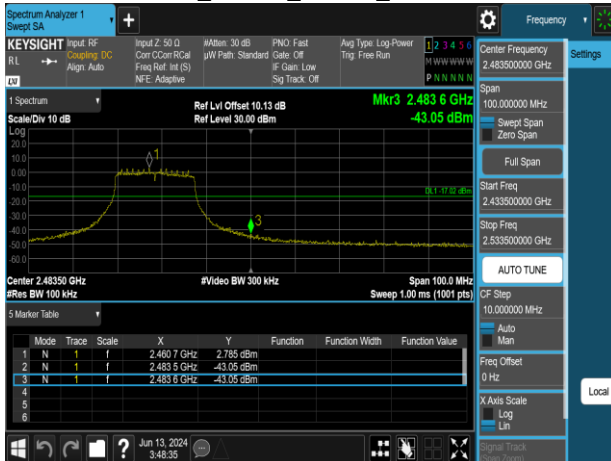 Spectrum Analyzer 1
Swept SA
+
Frequency
KEYSIGHT
RL
LXI
Input: RF
Coupling: DC
Align: Auto
Input Z: 50 Ω
Corr CCorr RCal
Freq Ref: Int (S)
NFE: Adaptive
#Atten: 30 dB
µW Path: Standard
PNO: Fast
Gate: Off
IF Gain: Low
Sig Track: Off
Avg Type: Log-Power
Trig: Free Run
1 2 3 4 5 6
M W W W W W
P N N N N N
1 Spectrum
Scale/Div 10 dB
Ref Lvl Offset 10.13 dB
Ref Level 30.00 dBm
Mkr3 2.483 6 GHz
-43.05 dBm
Log
20.0
10.0
0.00
-10.0
-20.0
-30.0
-40.0
-50.0
-60.0
1
3
DL1 -17.02 dBm
Center 2.48350 GHz
#Res BW 100 kHz
#Video BW 300 kHz
Span 100.0 MHz
Sweep 1.00 ms (1001 pts)
5 Marker Table
Mode Trace Scale X Y Function Function Width Function Value
1 N 1 f 2.460 7 GHz 2.785 dBm
2 N 1 f 2.483 5 GHz -43.05 dBm
3 N 1 f 2.483 6 GHz -43.05 dBm
4
5
6
?
Jun 13, 2024
3:48:35
Center Frequency
2.483500000 GHz
Span
100.000000 MHz
Swept Span
Zero Span
Full Span
Start Freq
2.433500000 GHz
Stop Freq
2.533500000 GHz
AUTO TUNE
CF Step
10.000000 MHz
Auto
Man
Freq Offset
0 Hz
X Axis Scale
Log
Lin
Signal Track
(Span Zoom)
Settings
Local